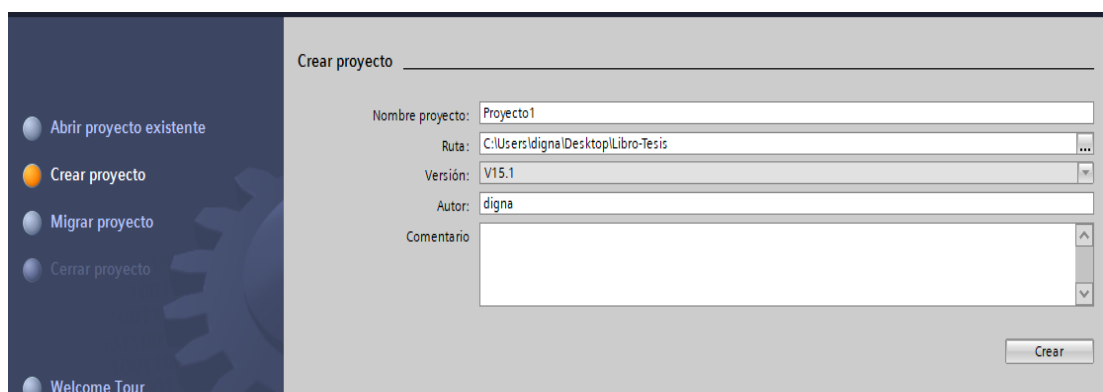 Abrir proyecto existente
Crear proyecto
Migrar proyecto
Cerrar proyecto
Welcome Tour
Crear proyecto
Nombre proyecto: Proyecto1
Ruta: C:\Users\digna\Desktop\Libro-Tesis ...
Versión: V15.1
Autor: digna
Comentario
Crear